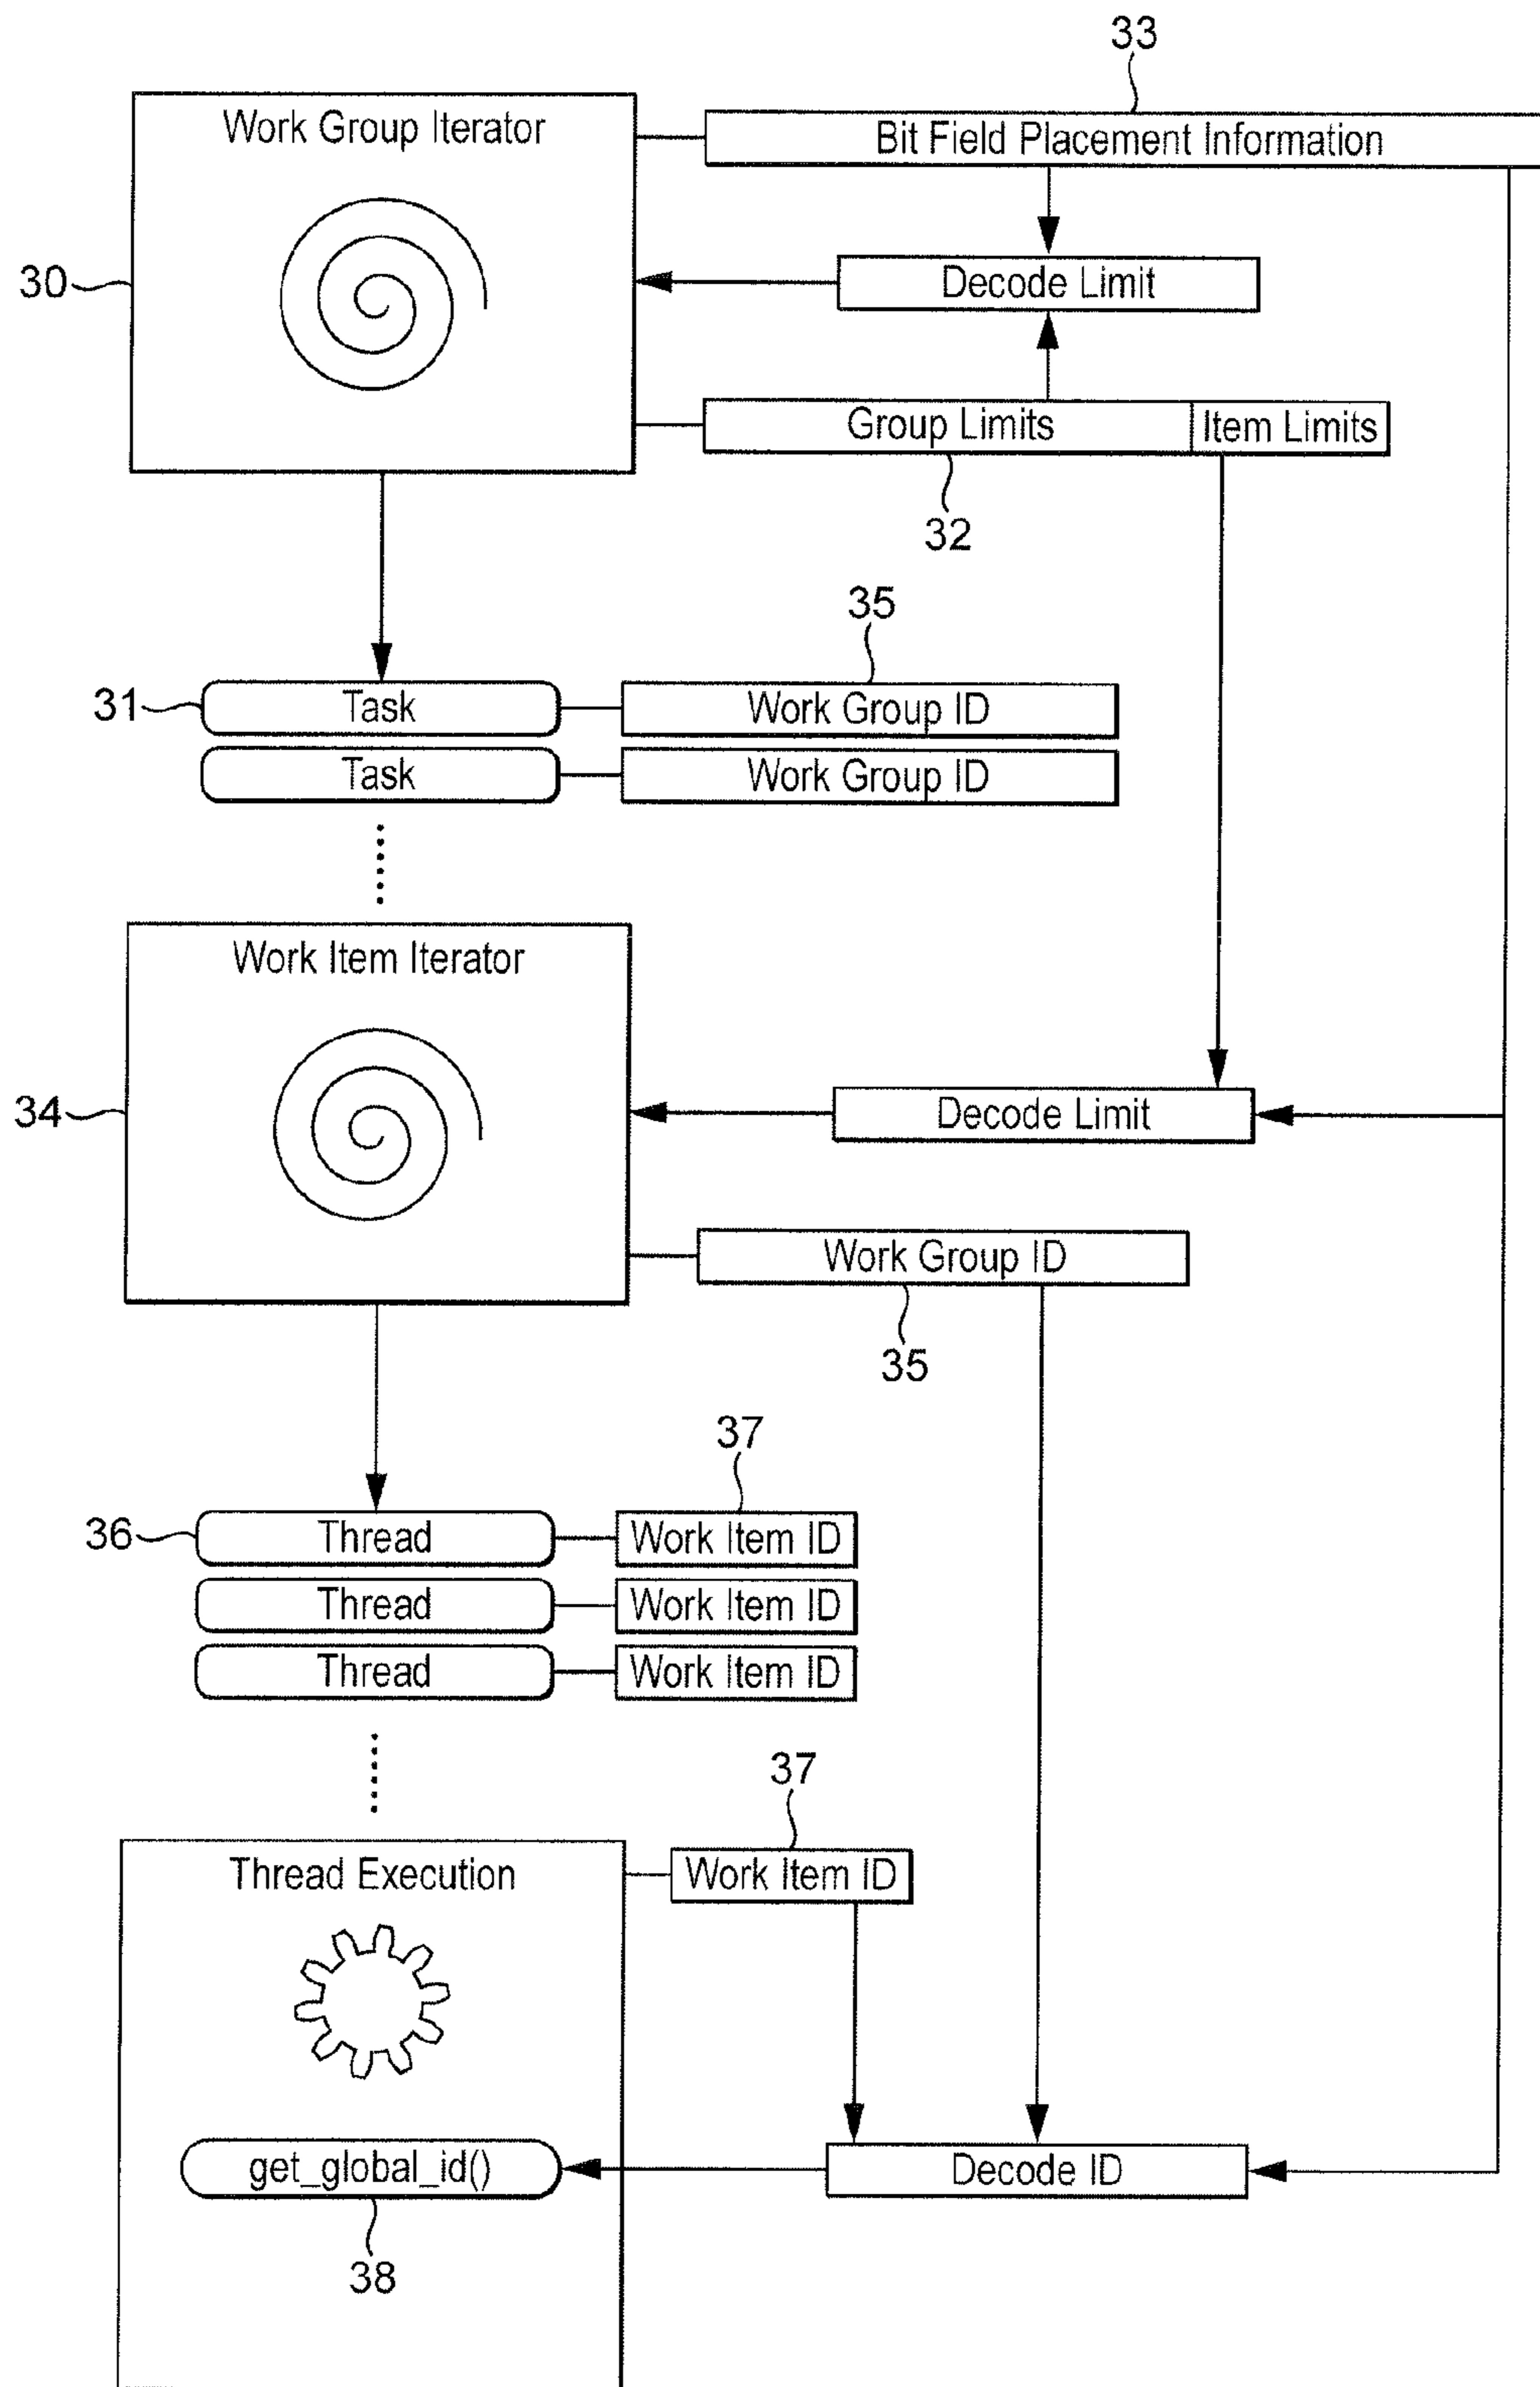 33
Work Group Iterator
Bit Field Placement Information
30
Decode Limit
Group Limits
Item Limits
32
35
31
Task
Work Group ID
Task
Work Group ID
Work Item Iterator
34
Decode Limit
Work Group ID
35
37
36
Thread
Work Item ID
Thread
Work Item ID
Thread
Work Item ID
37
Thread Execution
Work Item ID
get_global_id()
Decode ID
38